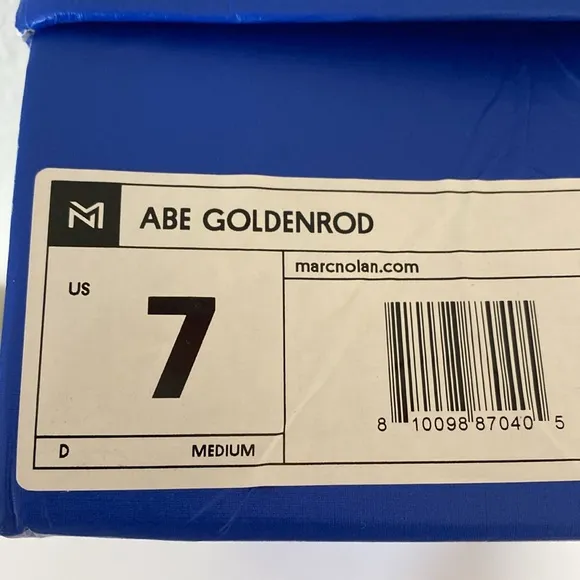 ABE GOLDENROD
marcnolan.com
US
7
D MEDIUM
8 10098 87040 5